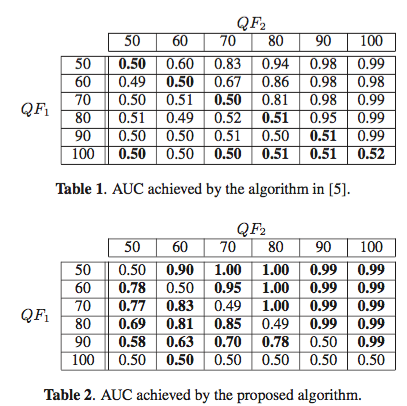 QF₂
50 60 70 80 90 100
50 0.50 0.60 0.83 0.94 0.98 0.99
60 0.49 0.50 0.67 0.86 0.98 0.98
70 0.50 0.51 0.50 0.81 0.98 0.99
QF₁
80 0.51 0.49 0.52 0.51 0.95 0.99
90 0.50 0.50 0.51 0.50 0.51 0.99
100 0.50 0.50 0.50 0.51 0.51 0.52
Table 1. AUC achieved by the algorithm in [5].
QF₂
50 60 70 80 90 100
50 0.50 0.90 1.00 1.00 0.99 0.99
60 0.78 0.50 0.95 1.00 0.99 0.99
70 0.77 0.83 0.49 1.00 0.99 0.99
QF₁
80 0.69 0.81 0.85 0.49 0.99 0.99
90 0.58 0.63 0.70 0.78 0.50 0.99
100 0.50 0.50 0.50 0.50 0.50 0.50
Table 2. AUC achieved by the proposed algorithm.